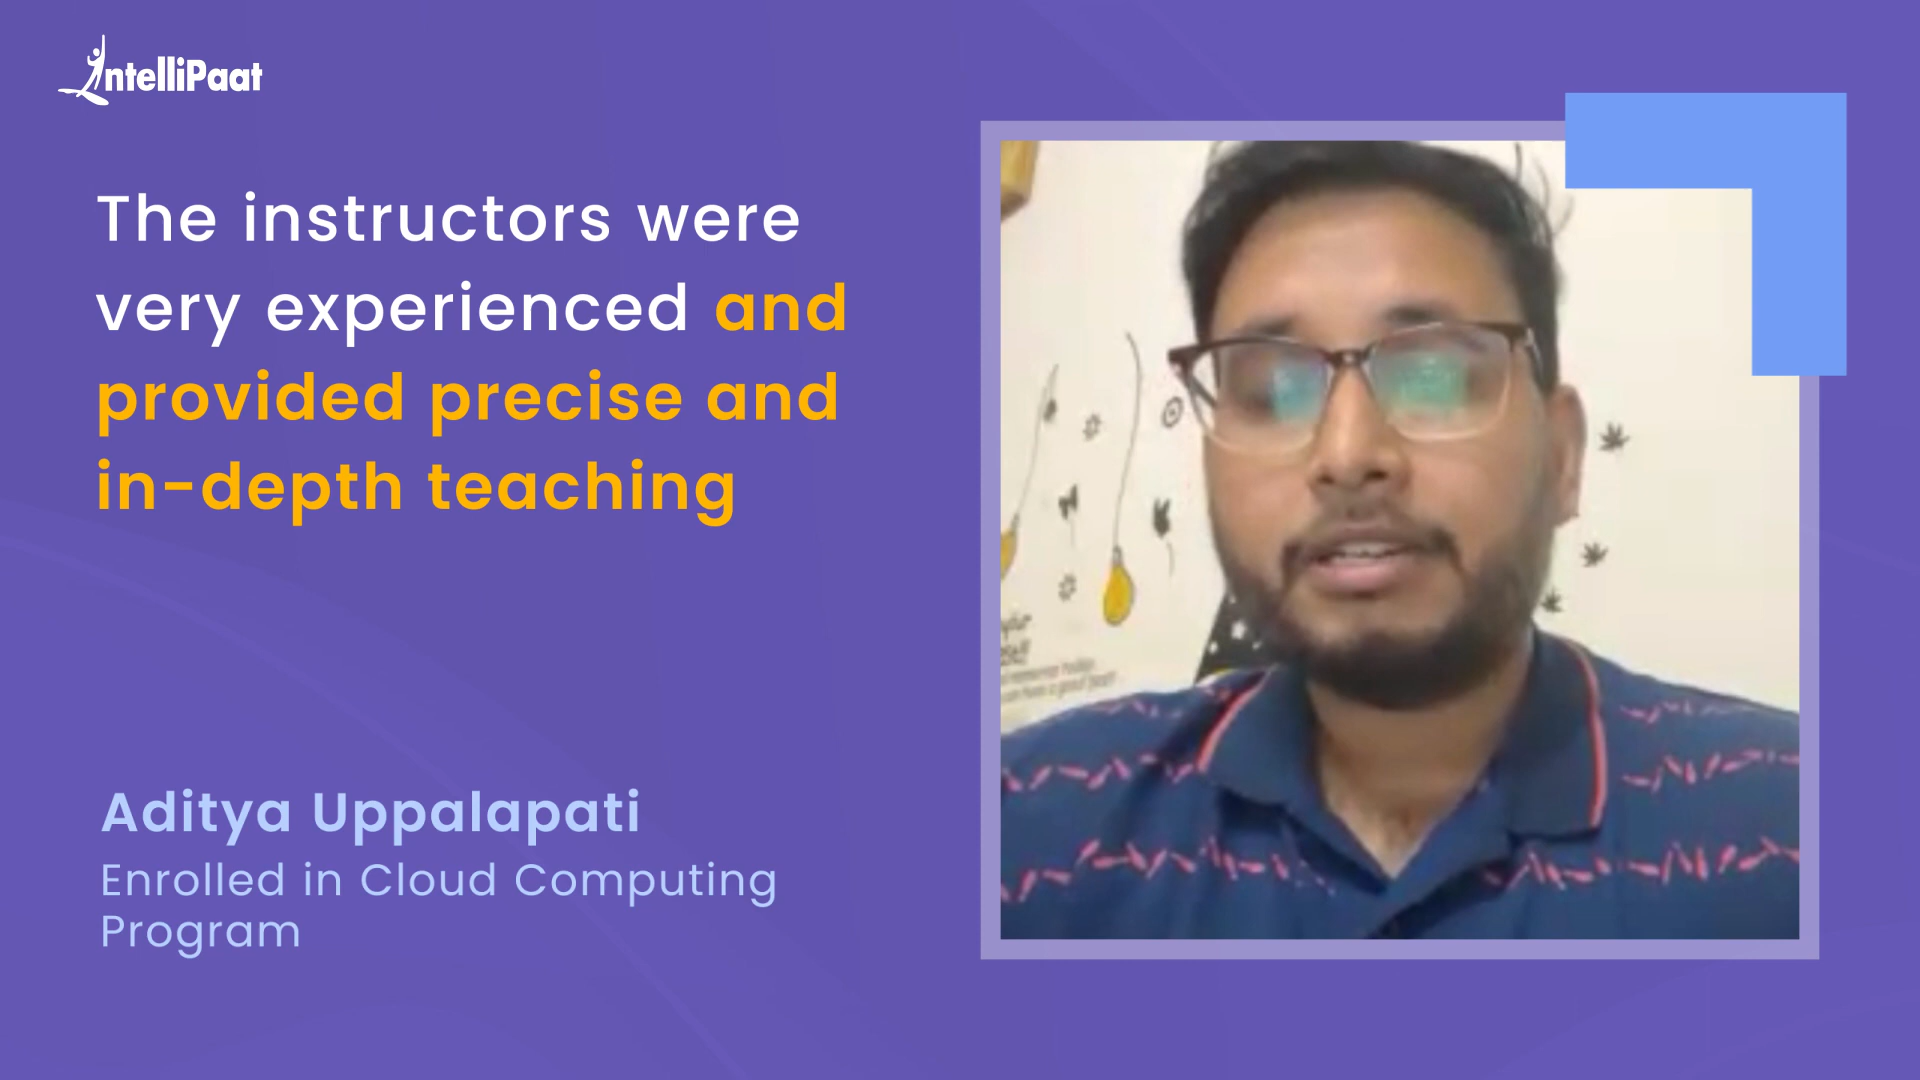 IntelliPaat
The instructors were
very experienced and
provided precise and
in-depth teaching
Aditya Uppalapati
Enrolled in Cloud Computing
Program